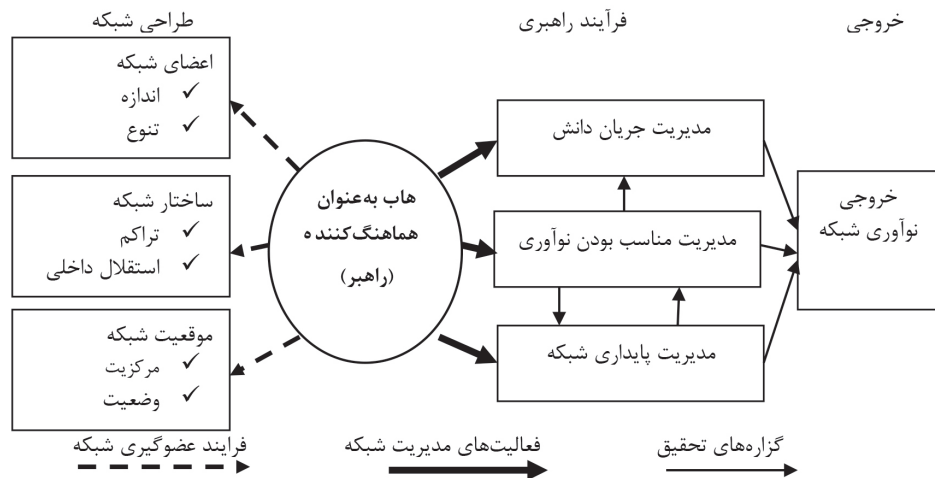 طراحی شبکه
فرآیند راهبری
خروجی
اعضای شبکه
✓ اندازه
✓ تنوع
ساختار شبکه
✓ تراکم
✓ استقلال داخلی
موقعیت شبکه
✓ مرکزیت
✓ وضعیت
هاب به‌عنوان
هماهنگ‌کننده
(راهبر)
مدیریت جریان دانش
مدیریت مناسب بودن نوآوری
مدیریت پایداری شبکه
خروجی
نوآوری شبکه
فرایند عضوگیری شبکه
فعالیت‌های مدیریت شبکه
گزاره‌های تحقیق